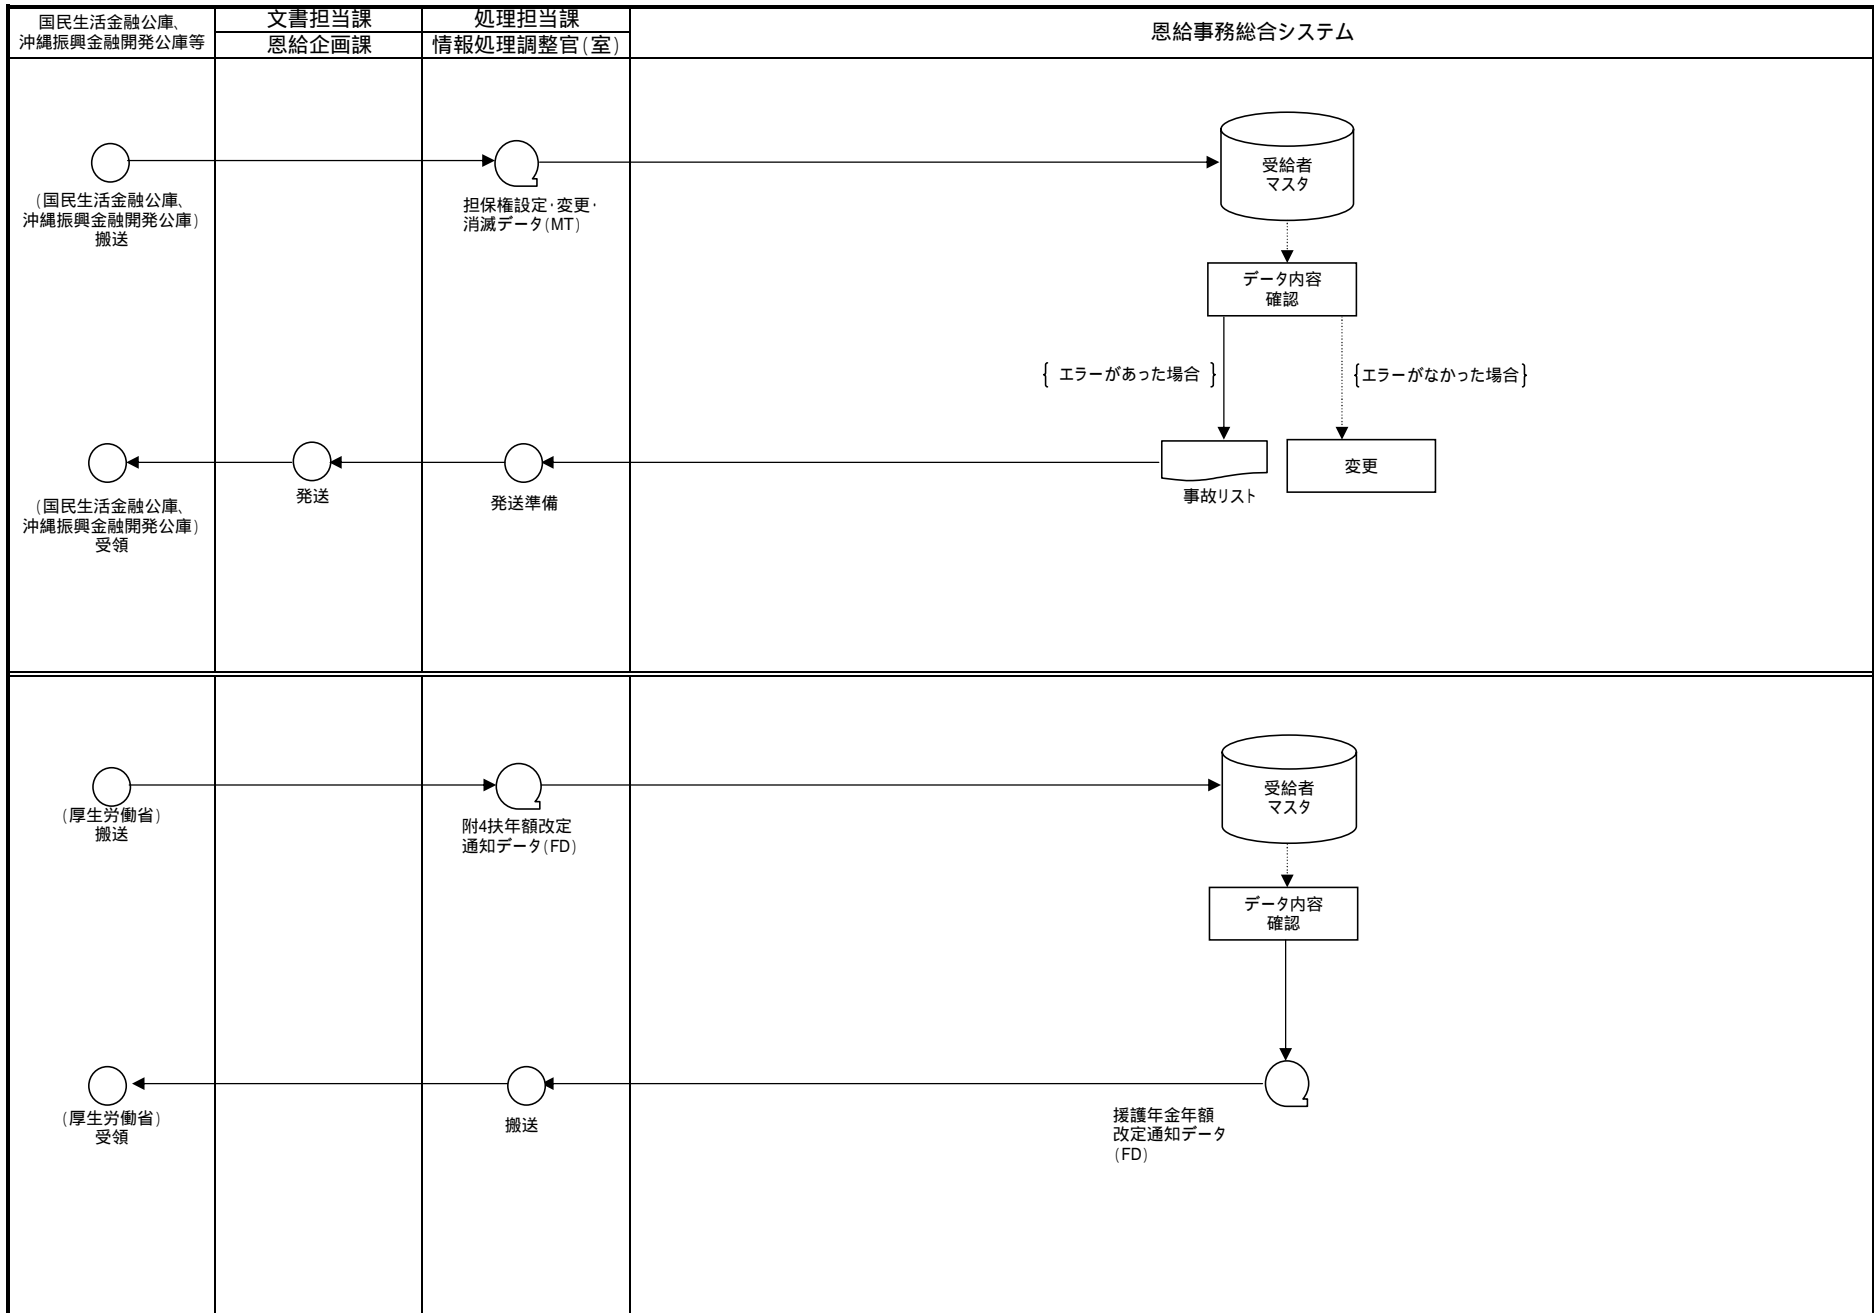 国民生活金融公庫、
沖縄振興金融開発公庫等
文書担当課
恩給企画課
処理担当課
情報処理調整官(室)
恩給事務総合システム
(国民生活金融公庫、
沖縄振興金融開発公庫)
搬送
担保権設定・変更・
消滅データ(MT)
受給者
マスタ
データ内容
確認
{ エラーがあった場合 }
{エラーがなかった場合}
(国民生活金融公庫、
沖縄振興金融開発公庫)
受領
発送
発送準備
事故リスト
変更
(厚生労働省)
搬送
附4扶年額改定
通知データ(FD)
受給者
マスタ
データ内容
確認
(厚生労働省)
受領
搬送
援護年金年額
改定通知データ
(FD)